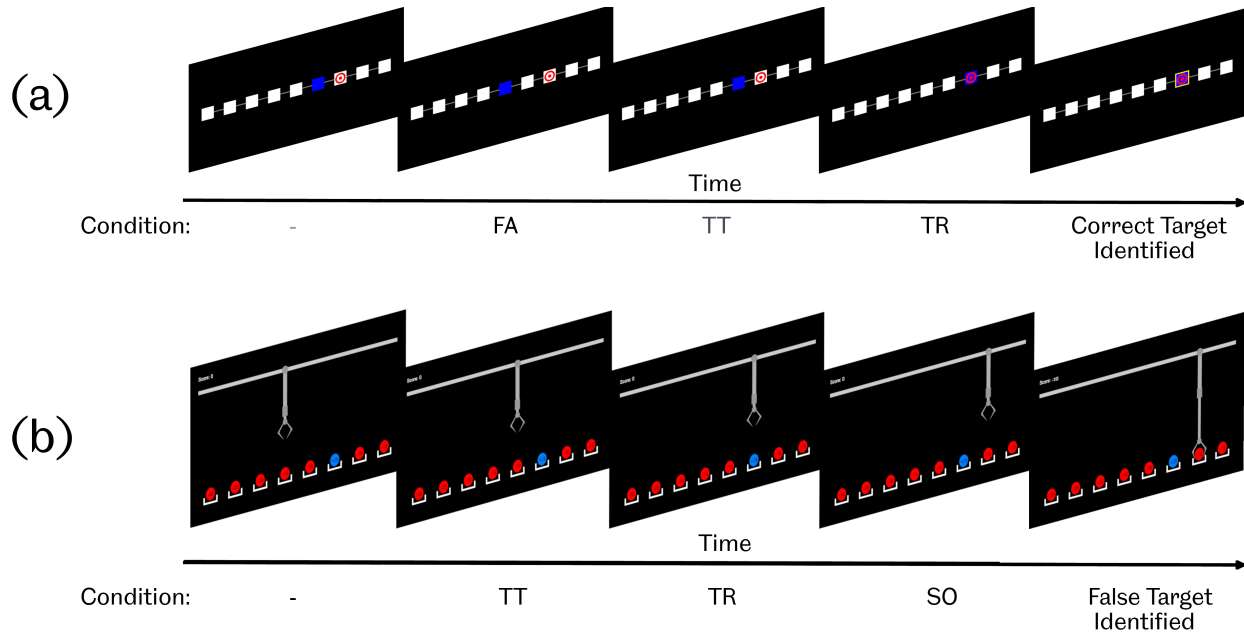 (a)
Time
Condition: - FA TT TR Correct Target
Identified
(b)
Score: 0 Score: 0 Score: 0 Score: 0 Score: -10
Time
Condition: - TT TR SO False Target
Identified